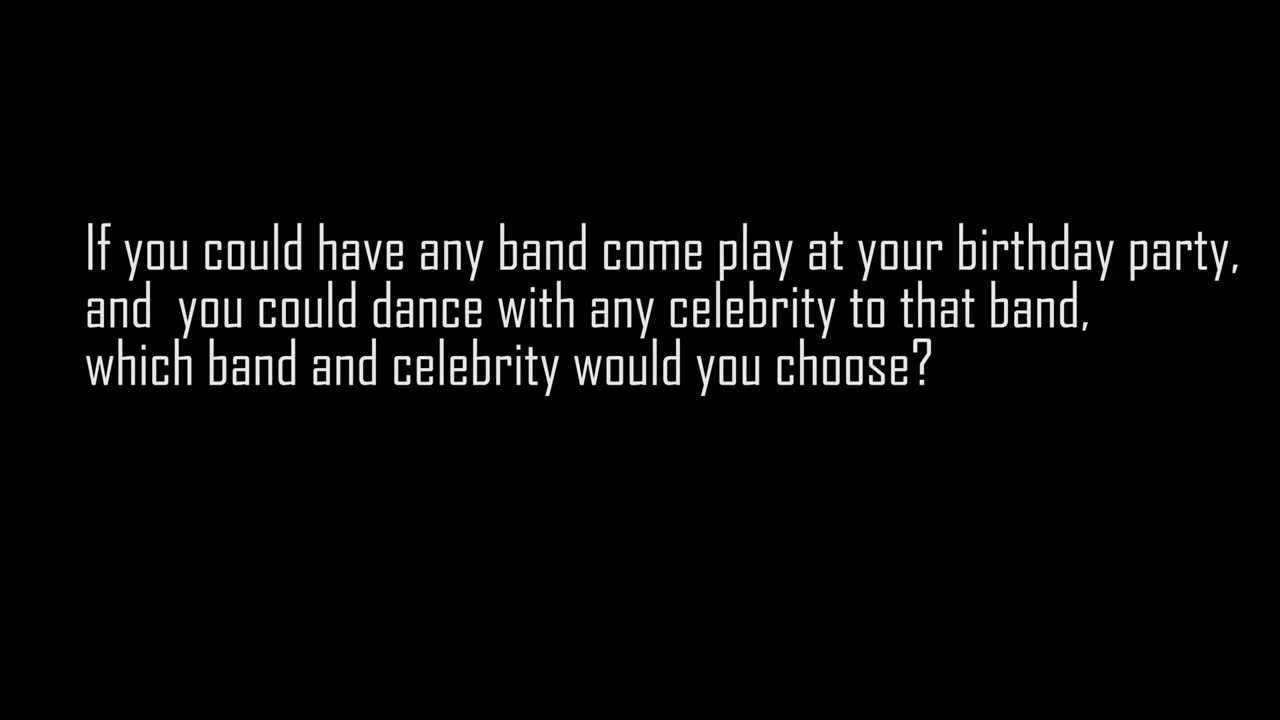 If you could have any band come play at your birthday party,
and  you could dance with any celebrity to that band,
which band and celebrity would you choose?